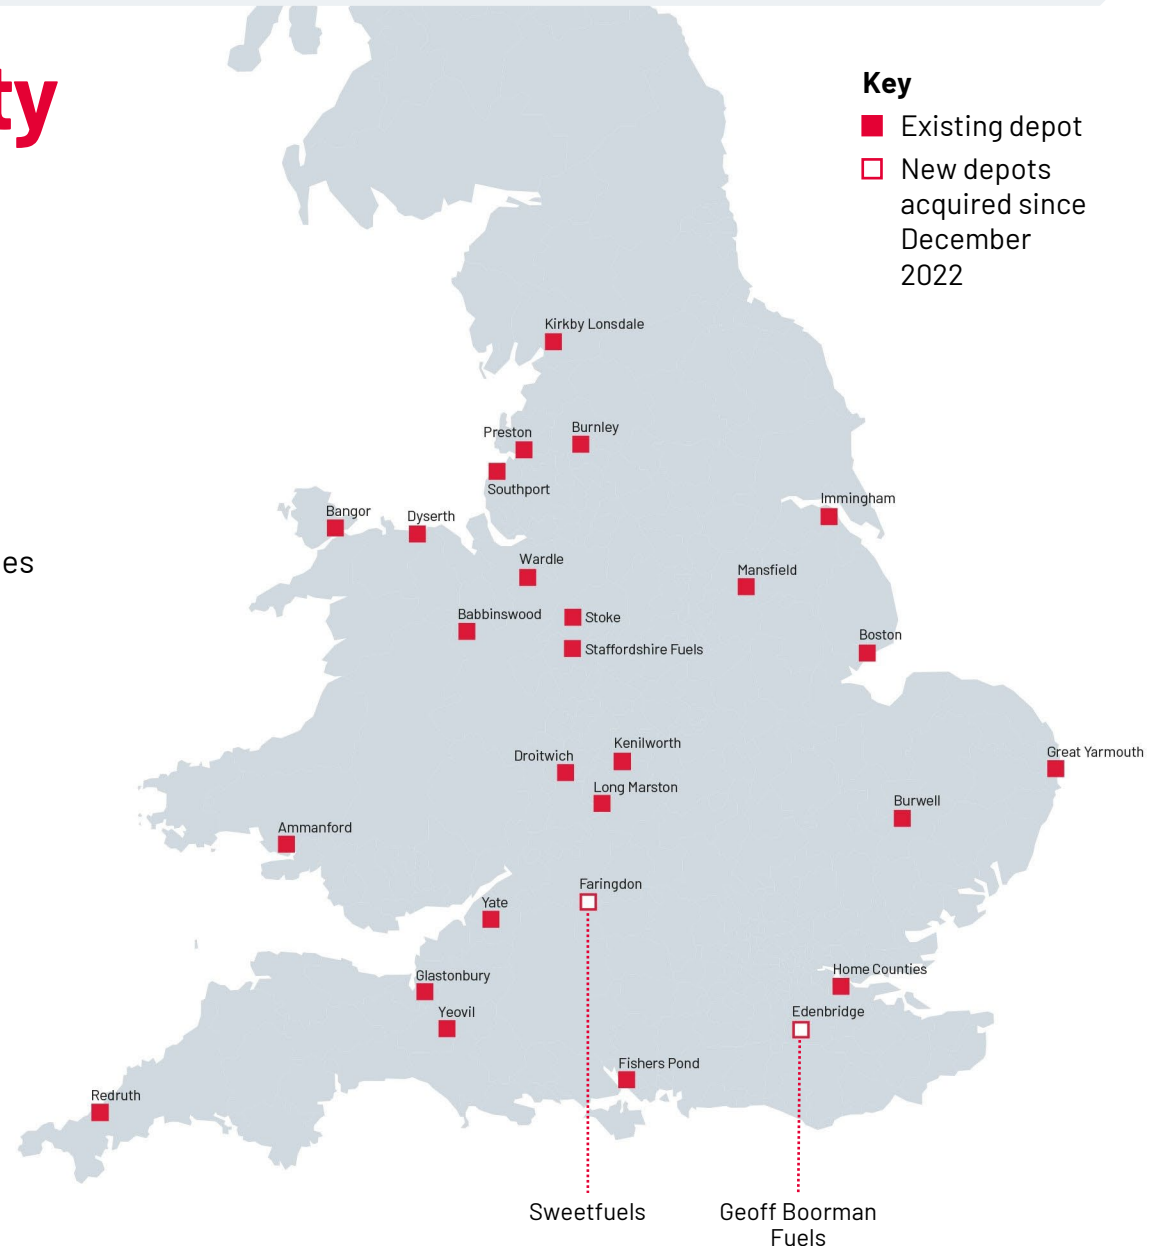 ty
es
Key
Existing depot
New depots
acquired since
December
2022
Kirkby Lonsdale
Preston
Burnley
Southport
Immingham
Bangor
Dyserth
Wardle
Mansfield
Babbinswood
Stoke
Boston
Staffordshire Fuels
Kenilworth
Droitwich
Great Yarmouth
Long Marston
Burwell
Ammanford
Faringdon
Yate
Home Counties
Glastonbury
Yeovil
Edenbridge
Fishers Pond
Redruth
Sweetfuels
Geoff Boorman
Fuels